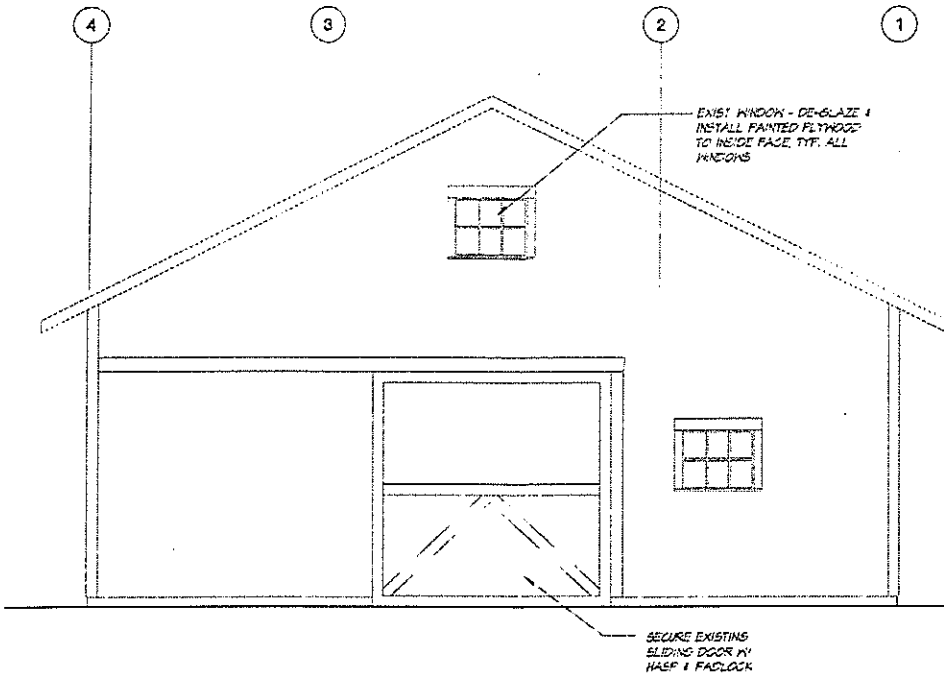 4 3 2 1
EXIST WINDOW - DE-GLAZE &
INSTALL PAINTED PLYWOOD
TO INSIDE FACE, TYP. ALL
WINDOWS
SECURE EXISTING
SLIDING DOOR W/
HASP & PADLOCK